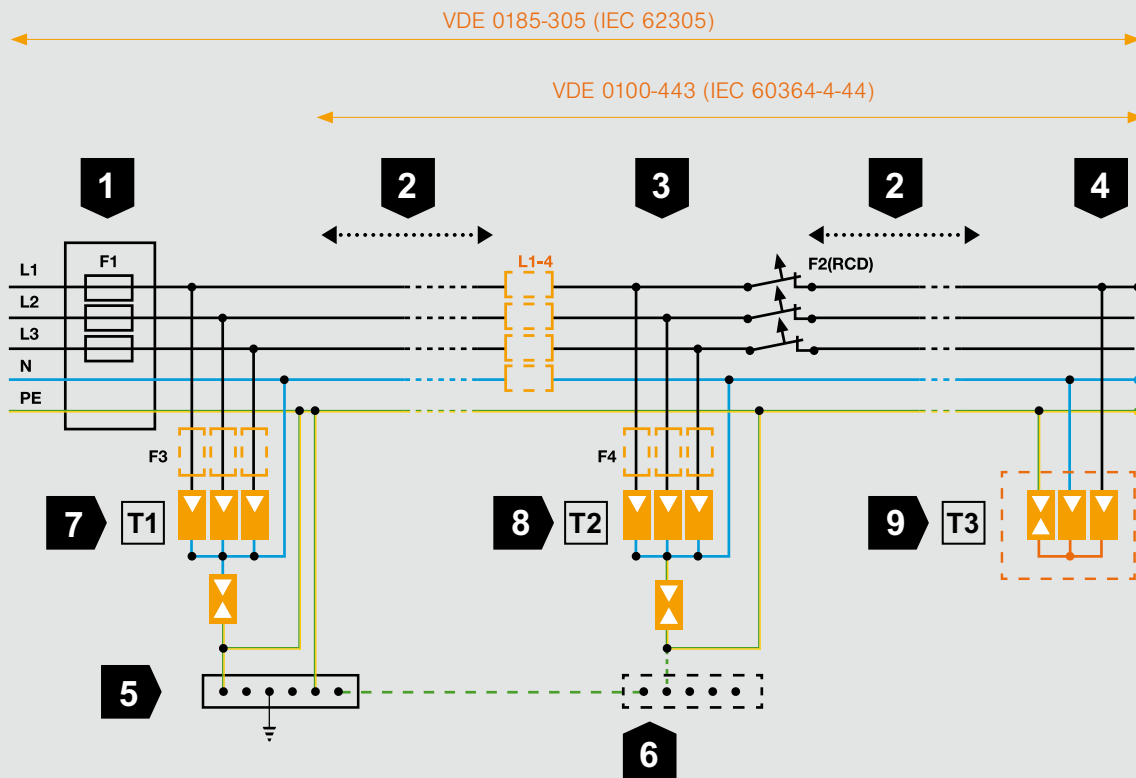 VDE 0185-305 (IEC 62305)
VDE 0100-443 (IEC 60364-4-44)
1
2
3
2
4
F1
L1-4
F2(RCD)
L1
L2
L3
N
PE
F3
F4
7
T1
8
T2
9
T3
5
6